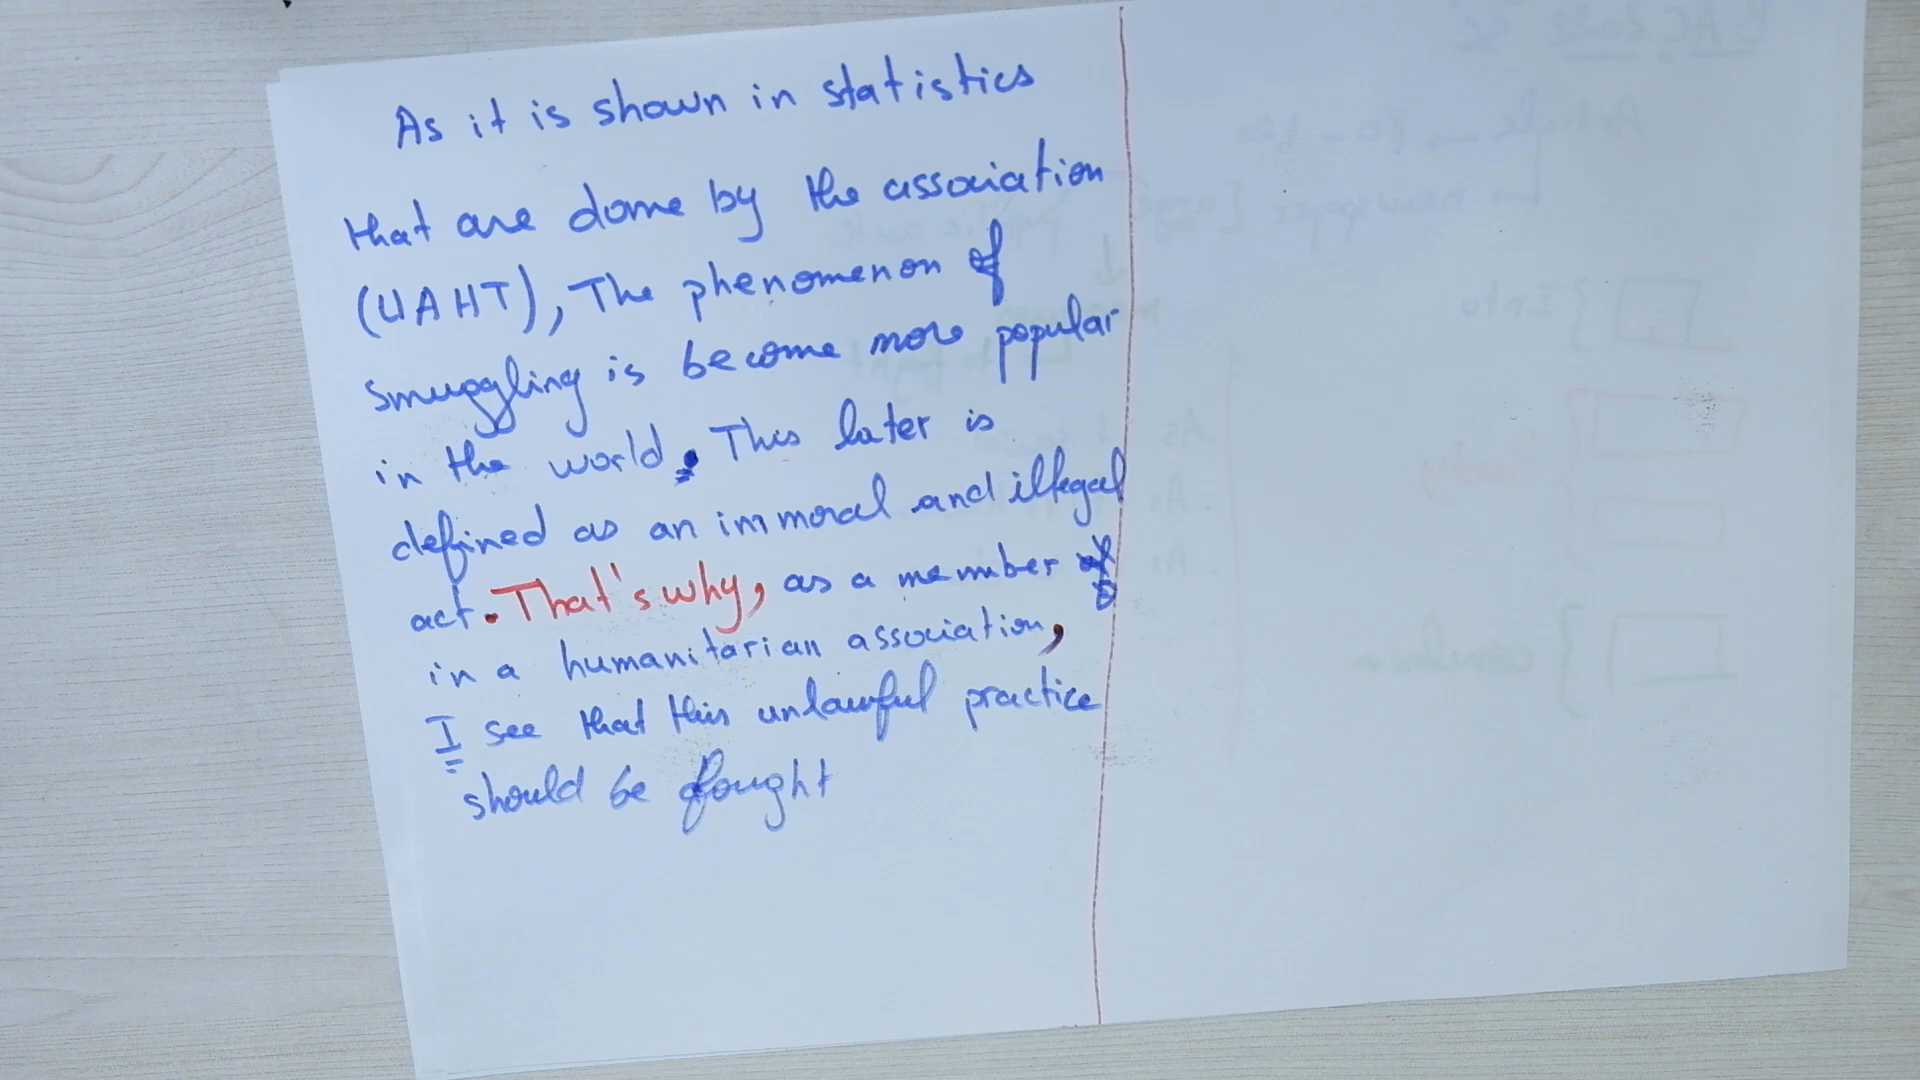 As it is shown in statistics
that are done by the association
(UAHT), The phenomenon of
smuggling is become more popular
in the world. This later is
defined as an immoral and illegal
act. That's why, as a member
in a humanitarian association,
I see that this unlawful practice
should be fought